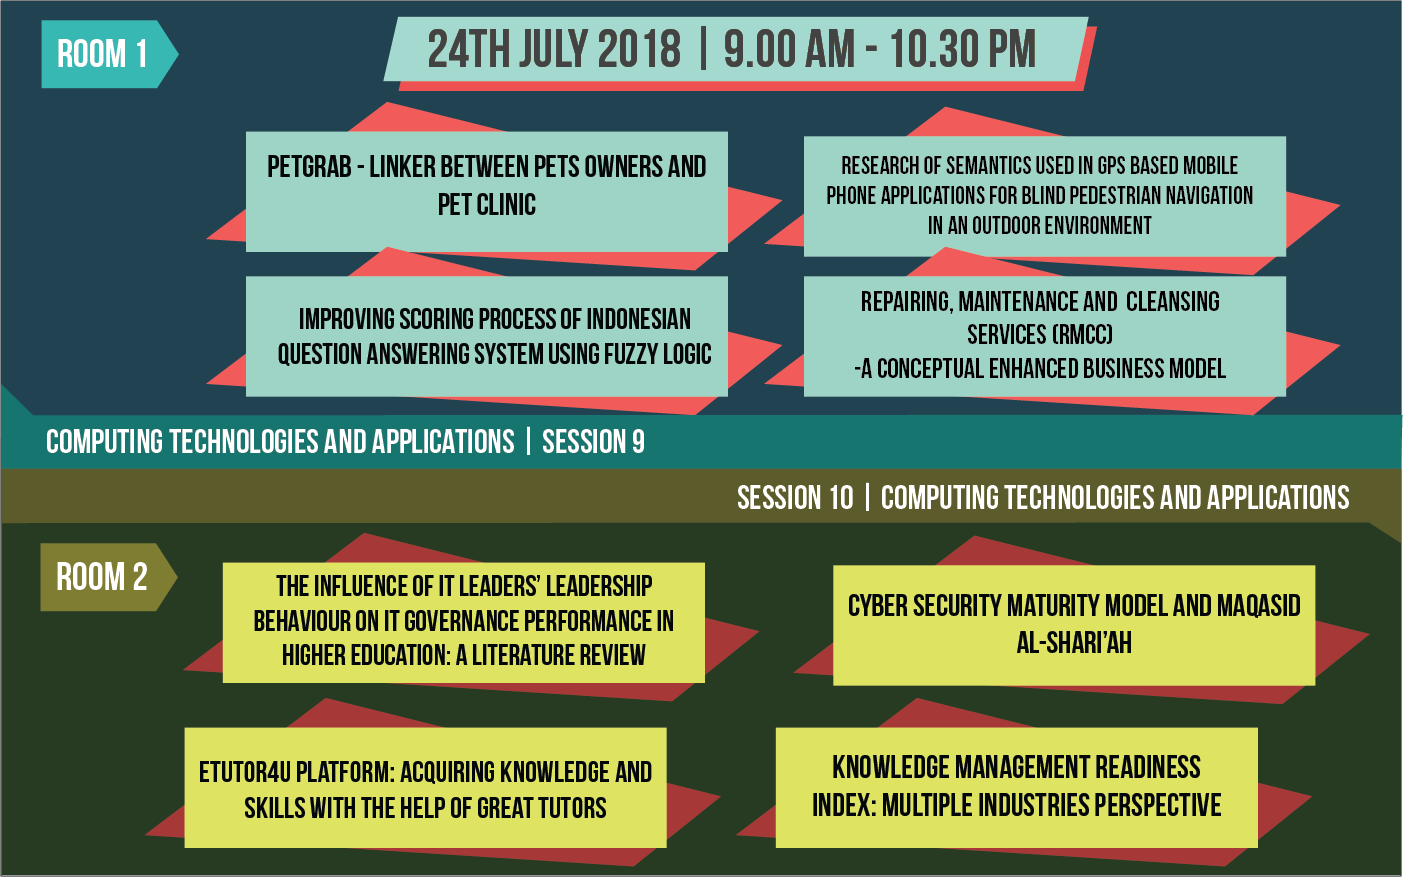 ROOM 1
24TH JULY 2018 | 9.00 AM - 10.30 PM
PETGRAB - LINKER BETWEEN PETS OWNERS AND
PET CLINIC
RESEARCH OF SEMANTICS USED IN GPS BASED MOBILE
PHONE APPLICATIONS FOR BLIND PEDESTRIAN NAVIGATION
IN AN OUTDOOR ENVIRONMENT
IMPROVING SCORING PROCESS OF INDONESIAN
QUESTION ANSWERING SYSTEM USING FUZZY LOGIC
REPAIRING, MAINTENANCE AND CLEANSING
SERVICES (RMCC)
-A CONCEPTUAL ENHANCED BUSINESS MODEL
COMPUTING TECHNOLOGIES AND APPLICATIONS | SESSION 9
SESSION 10 | COMPUTING TECHNOLOGIES AND APPLICATIONS
ROOM 2
THE INFLUENCE OF IT LEADERS’ LEADERSHIP
BEHAVIOUR ON IT GOVERNANCE PERFORMANCE IN
HIGHER EDUCATION: A LITERATURE REVIEW
CYBER SECURITY MATURITY MODEL AND MAQASID
AL-SHARI’AH
ETUTOR4U PLATFORM: ACQUIRING KNOWLEDGE AND
SKILLS WITH THE HELP OF GREAT TUTORS
KNOWLEDGE MANAGEMENT READINESS
INDEX: MULTIPLE INDUSTRIES PERSPECTIVE